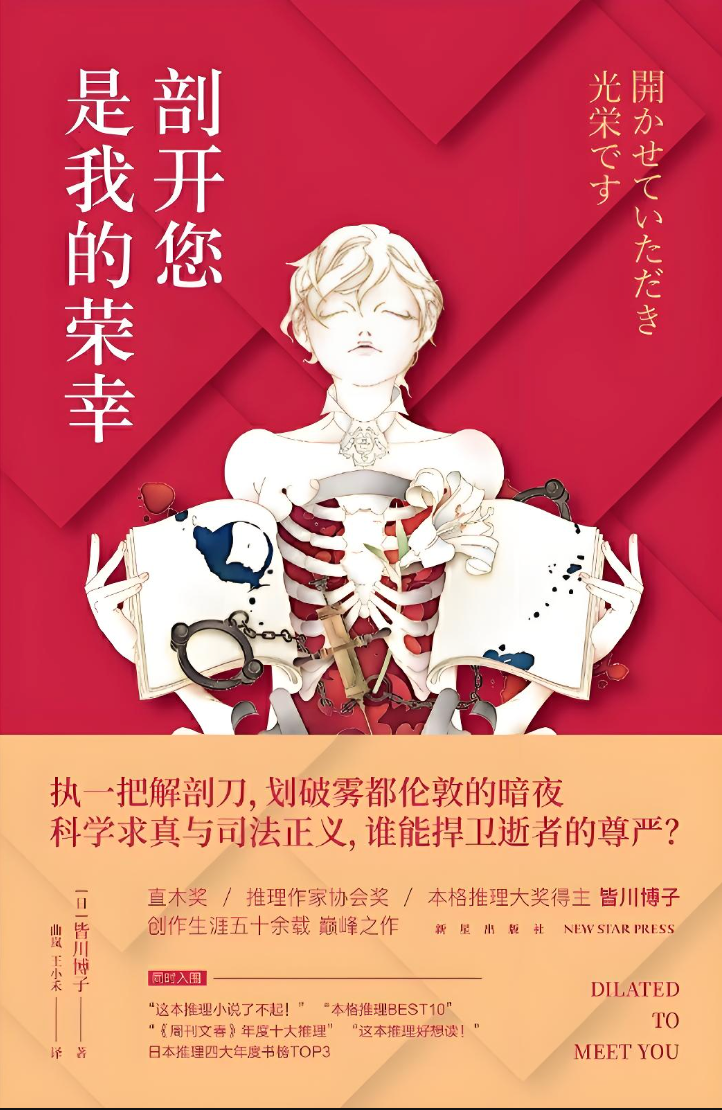 開かせていただき
光栄です
剖开您
是我的荣幸
执一把解剖刀，划破雾都伦敦的暗夜
科学求真与司法正义，谁能捍卫逝者的尊严？
直木奖 / 推理作家协会奖 / 本格推理大奖得主 皆川博子
创作生涯五十余载 巅峰之作
新星出版社 NEW STAR PRESS
[日]皆川博子——著
曲岚 王小禾——译
同时入围
“这本推理小说了不起！” “本格推理BEST10”
“《周刊文春》年度十大推理” “这本推理好想读！”
日本推理四大年度书榜TOP3
DILATED
TO
MEET YOU